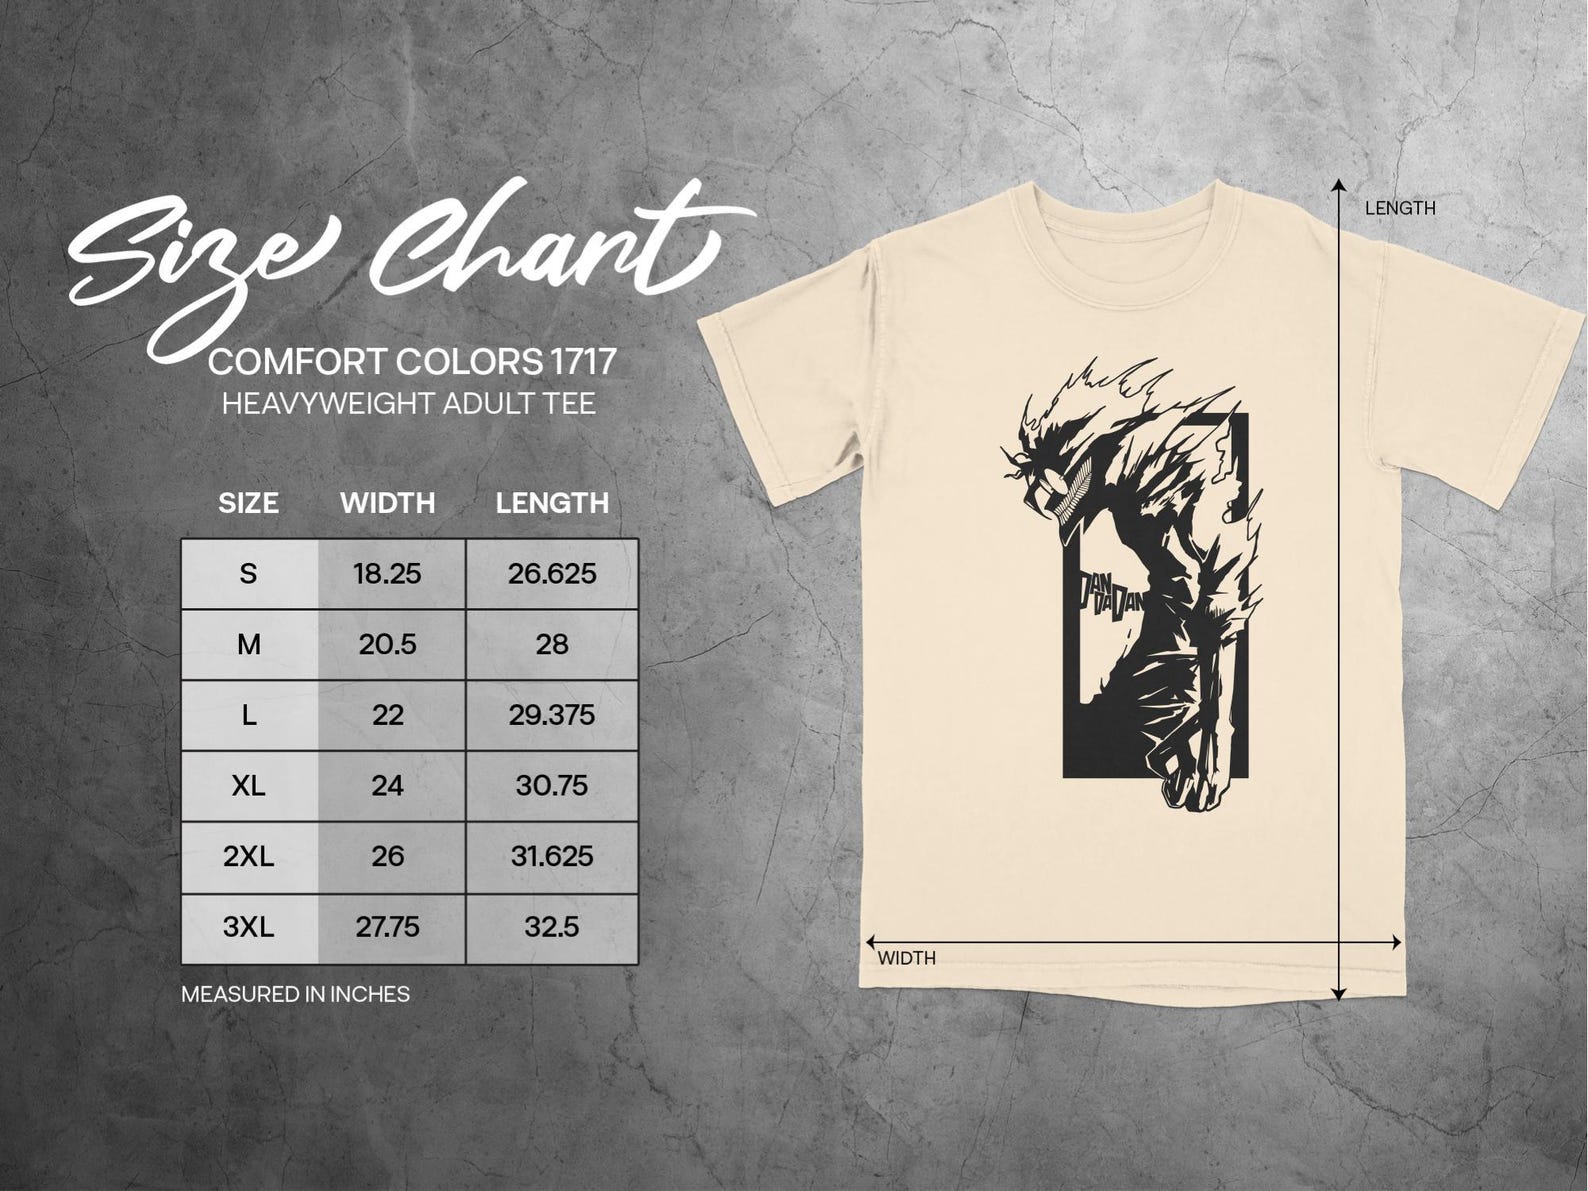 Size Chart
COMFORT COLORS 1717
HEAVYWEIGHT ADULT TEE
SIZE WIDTH LENGTH
S 18.25 26.625
M 20.5 28
L 22 29.375
XL 24 30.75
2XL 26 31.625
3XL 27.75 32.5
MEASURED IN INCHES
LENGTH
DAN
DADAN
WIDTH